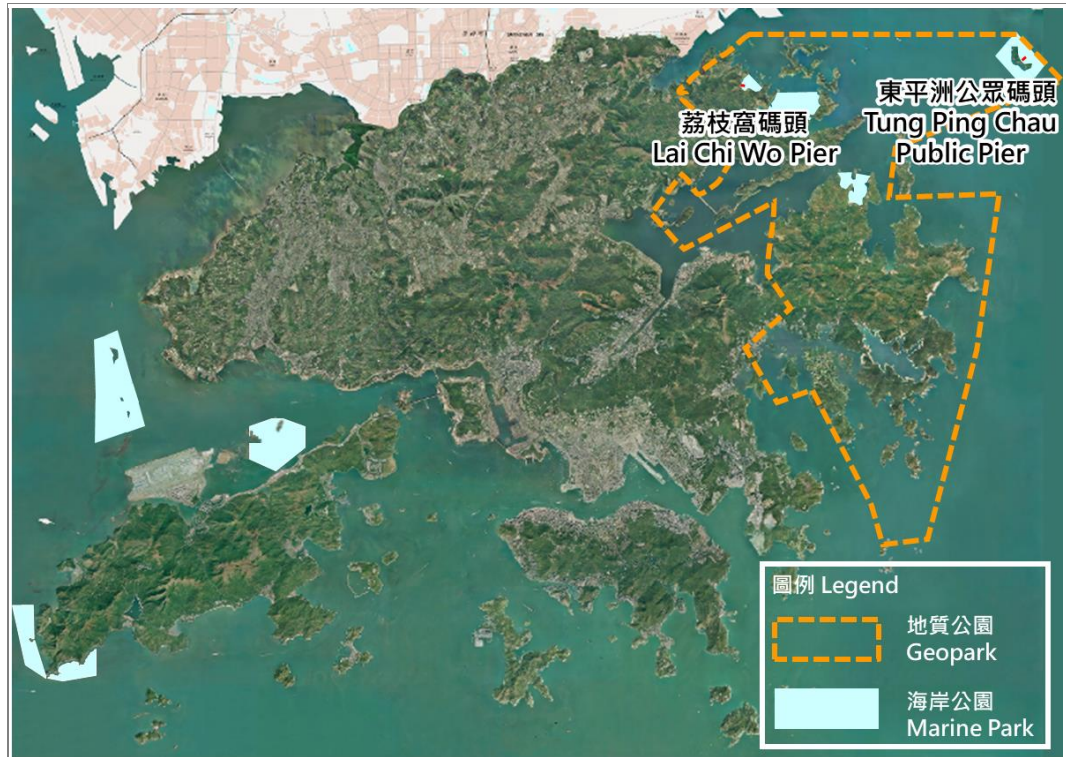 東平洲公眾碼頭
Tung Ping Chau
Public Pier
荔枝窩碼頭
Lai Chi Wo Pier
圖例 Legend
地質公園
Geopark
海岸公園
Marine Park